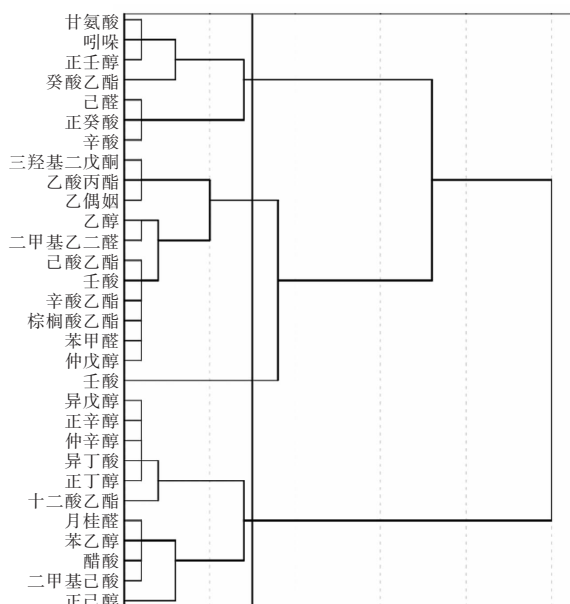 甘氨酸
吲哚
正壬醇
癸酸乙酯
己醛
正癸酸
辛酸
三羟基二戊酮
乙酸丙酯
乙偶姻
乙醇
二甲基乙二醛
己酸乙酯
壬酸
辛酸乙酯
棕榈酸乙酯
苯甲醛
仲戊醇
壬酸
异戊醇
正辛醇
仲辛醇
异丁酸
正丁醇
十二酸乙酯
月桂醛
苯乙醇
醋酸
二甲基己酸
正己醇